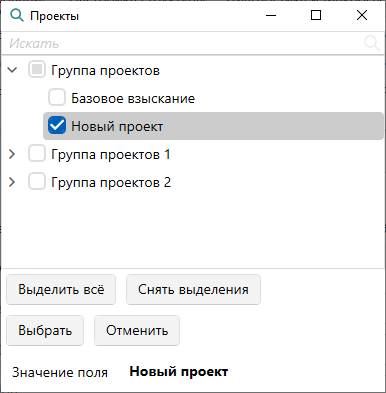 Проекты
Искать
Группа проектов
Базовое взыскание
Новый проект
Группа проектов 1
Группа проектов 2
Выделить всё Снять выделения
Выбрать Отменить
Значение поля Новый проект